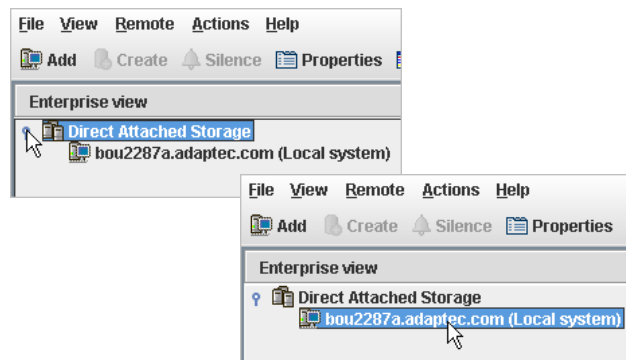 File View Remote Actions Help
Add Create Silence Properties
Enterprise view
Direct Attached Storage
bou2287a.adaptec.com (Local system)
File View Remote Actions Help
Add Create Silence Properties
Enterprise view
Direct Attached Storage
bou2287a.adaptec.com (Local system)